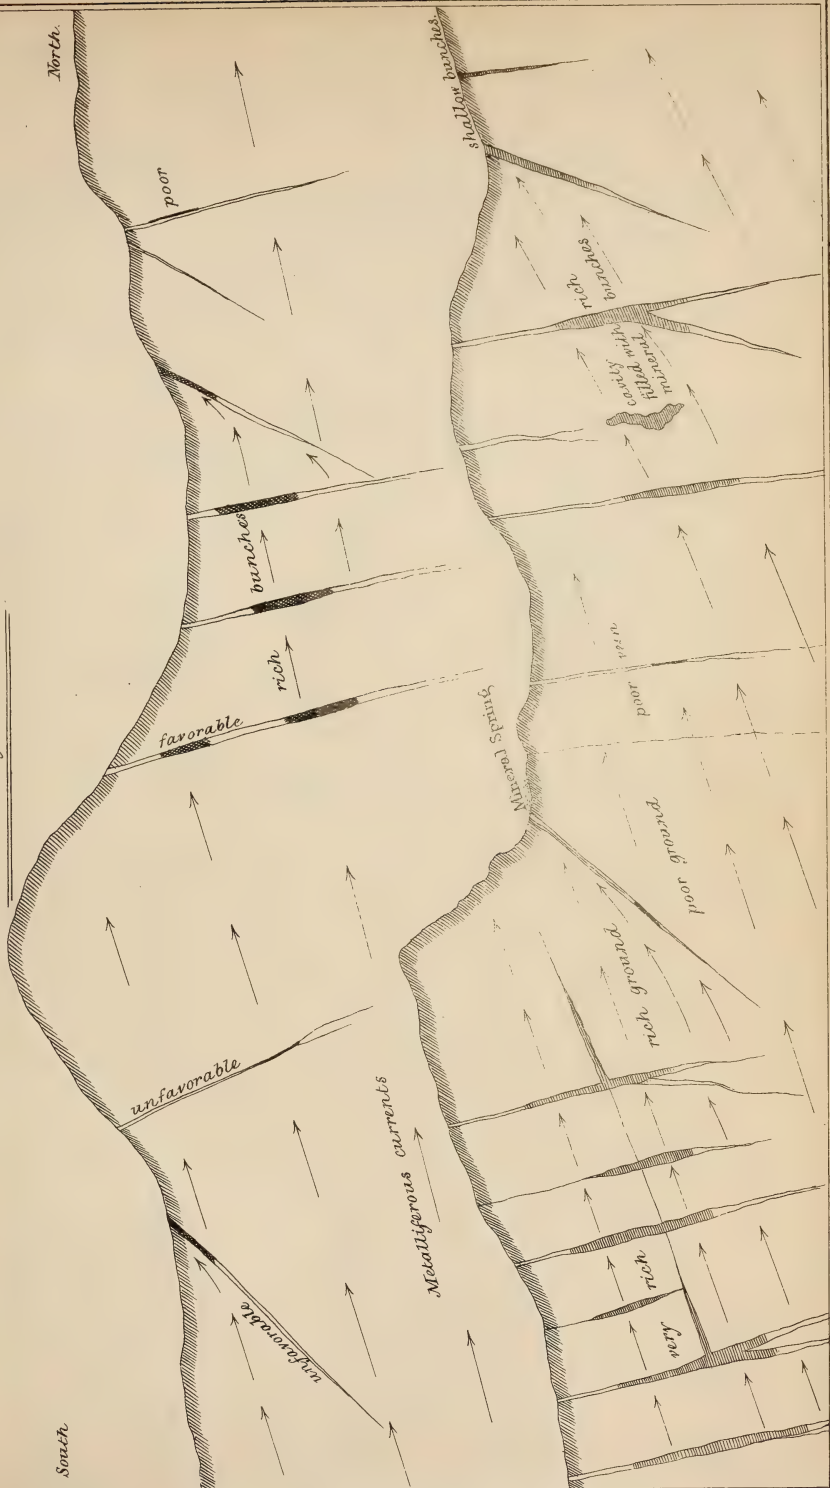 South
North.
unfavorable
unfavorable
favorable
rich
bunches
poor
Metalliferous currents
Mineral Spring
shallow bunches.
very
rich
rich ground
poor ground
poor
cavity with
filled with
mineral
rich
bunches